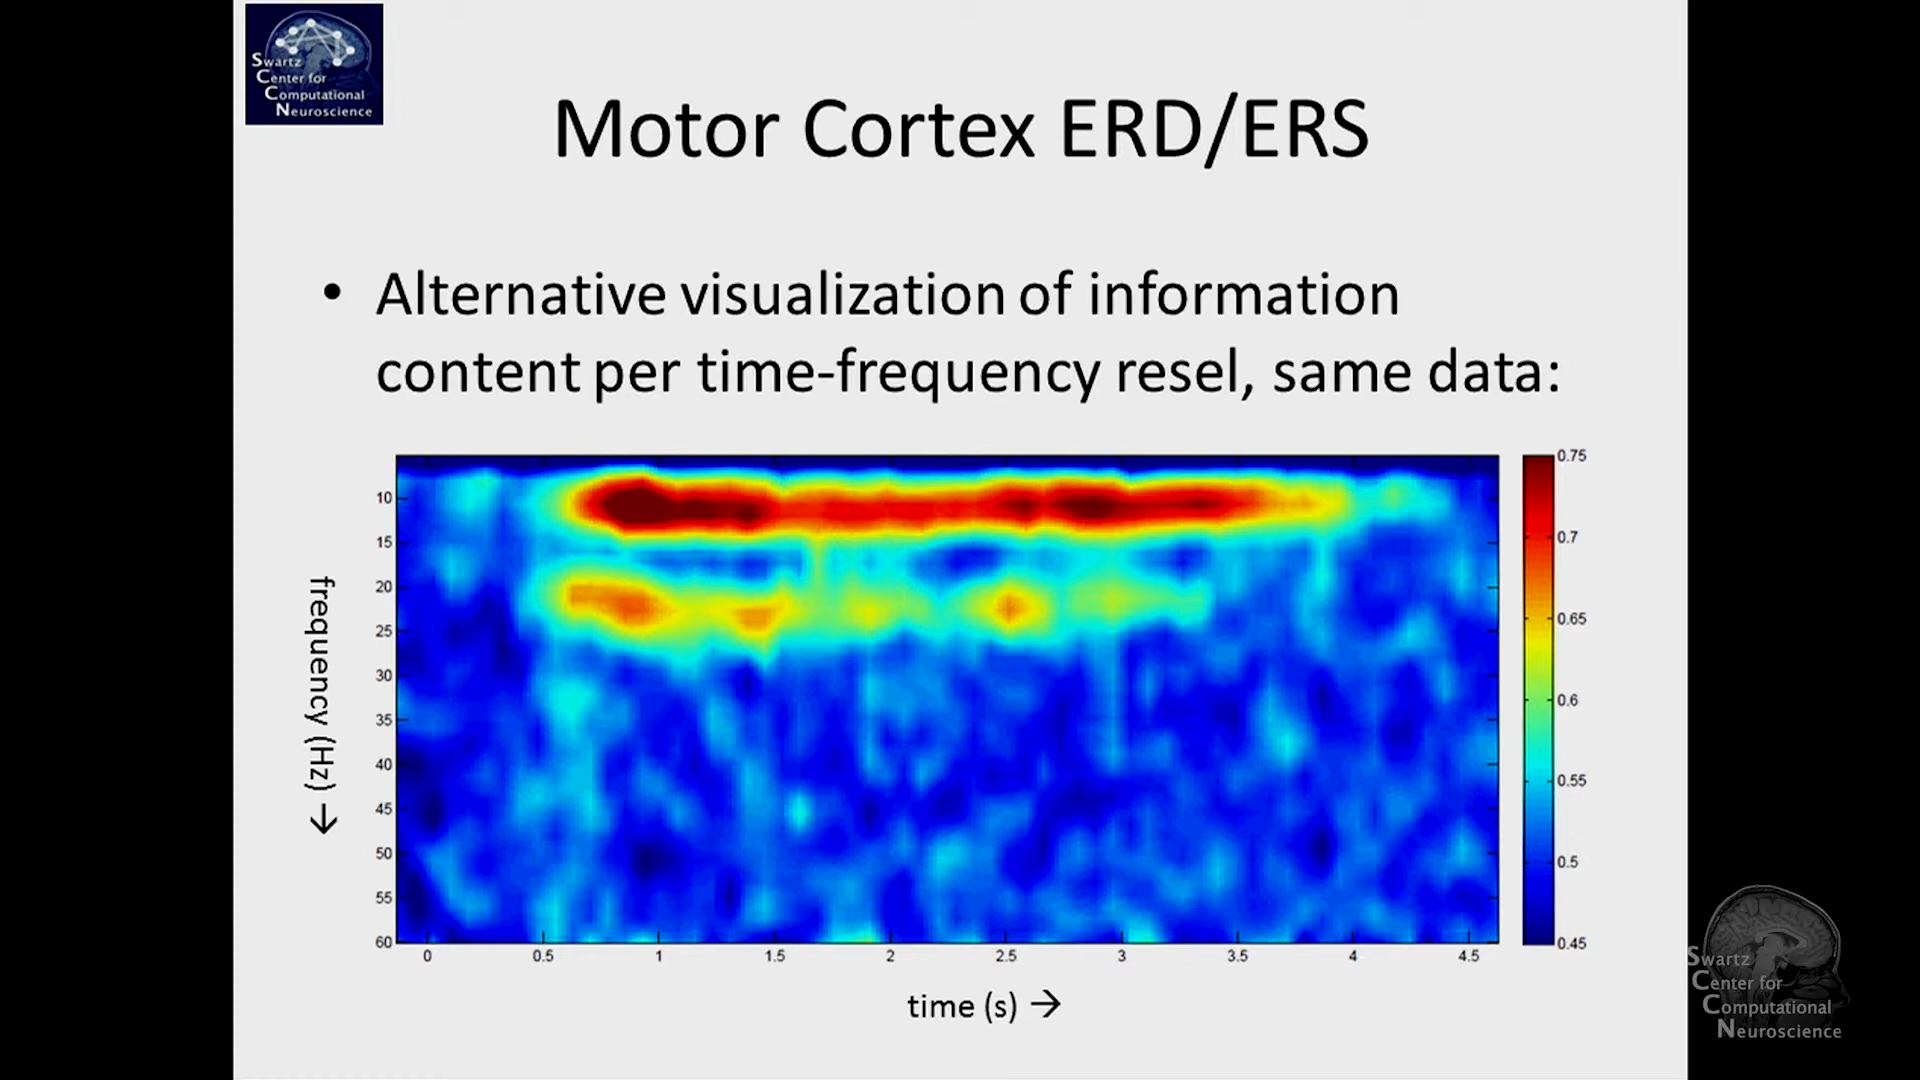 Swartz
Center for
Computational
Neuroscience
Motor Cortex ERD/ERS
• Alternative visualization of information
content per time-frequency resel, same data:
frequency (Hz) →
10
15
20
25
30
35
40
45
50
55
60
0 0.5 1 1.5 2 2.5 3 3.5 4 4.5
time (s) →
0.75
0.7
0.65
0.6
0.55
0.5
0.45
Swartz
Center for
Computational
Neuroscience